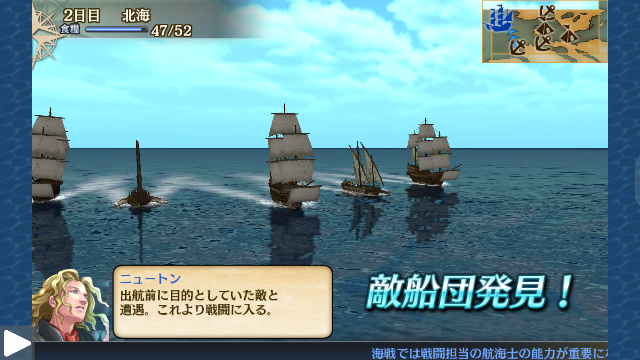 2日目 北海
食糧 47/52
ニュートン
出航前に目的としていた敵と
遭遇。これより戦闘に入る。
敵船団発見！
海戦では戦闘担当の航海士の能力が重要に